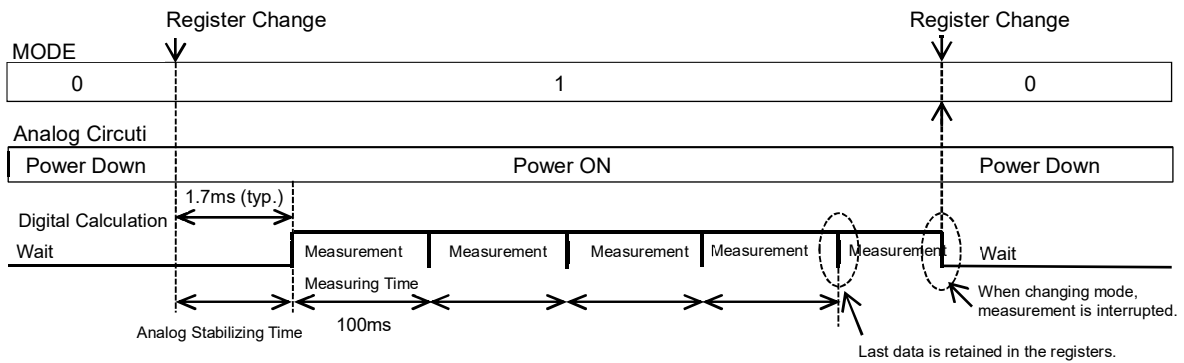 Register Change Register Change
MODE
0 1 0
Analog Circuti
Power Down Power ON Power Down
1.7ms (typ.)
Digital Calculation
Wait Measurement Measurement Measurement Measurement Measurement Wait
Measuring Time
100ms
Analog Stabilizing Time
When changing mode,
measurement is interrupted.
Last data is retained in the registers.